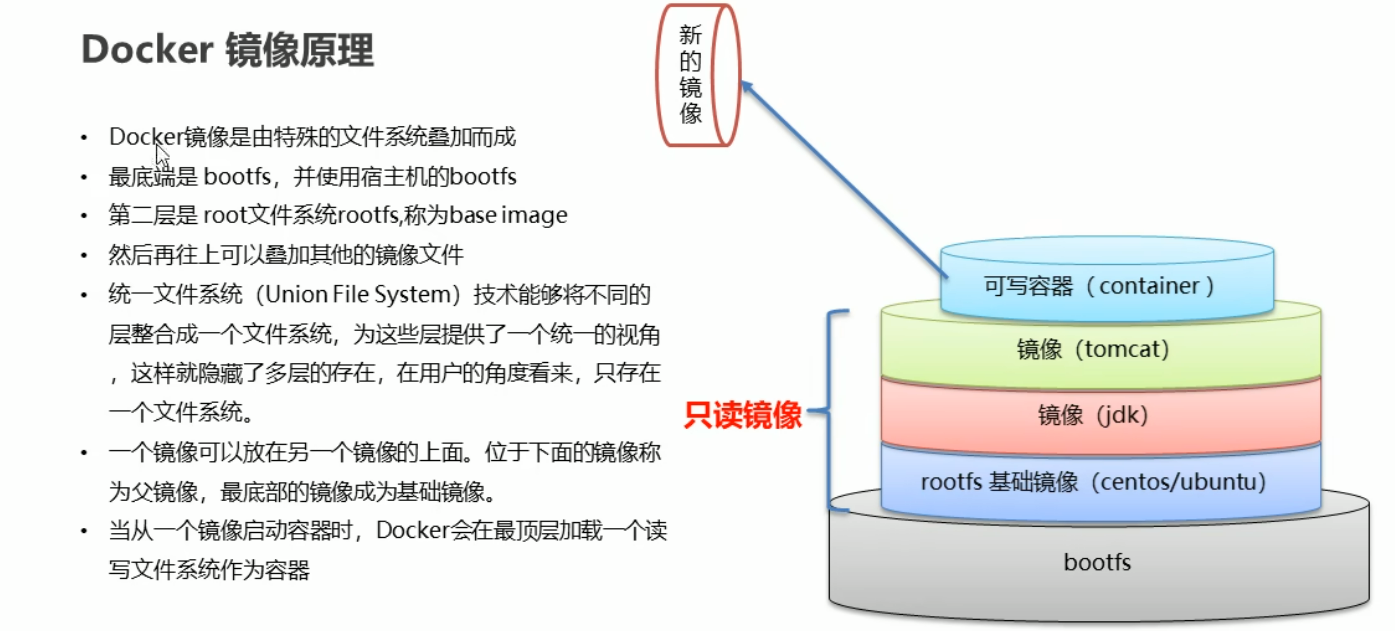 Docker 镜像原理
• Docker镜像是由特殊的文件系统叠加而成
• 最底端是 bootfs，并使用宿主机的bootfs
• 第二层是 root文件系统rootfs,称为base image
• 然后再往上可以叠加其他的镜像文件
• 统一文件系统（Union File System）技术能够将不同的
层整合成一个文件系统，为这些层提供了一个统一的视角
，这样就隐藏了多层的存在，在用户的角度看来，只存在
一个文件系统。
• 一个镜像可以放在另一个镜像的上面。位于下面的镜像称
为父镜像，最底部的镜像成为基础镜像。
• 当从一个镜像启动容器时，Docker会在最顶层加载一个读
写文件系统作为容器
新的镜像
可写容器（container）
镜像（tomcat）
镜像（jdk）
只读镜像
rootfs 基础镜像（centos/ubuntu）
bootfs